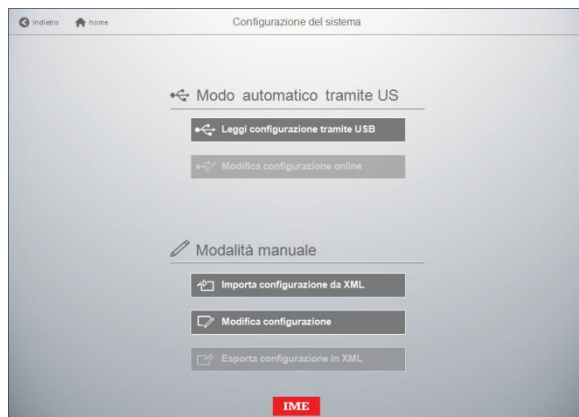 indietro home Configurazione del sistema
Modo automatico tramite US
Leggi configurazione tramite USB
Modifica configurazione online
Modalità manuale
Importa configurazione da XML
Modifica configurazione
Esporta configurazione in XML
IME